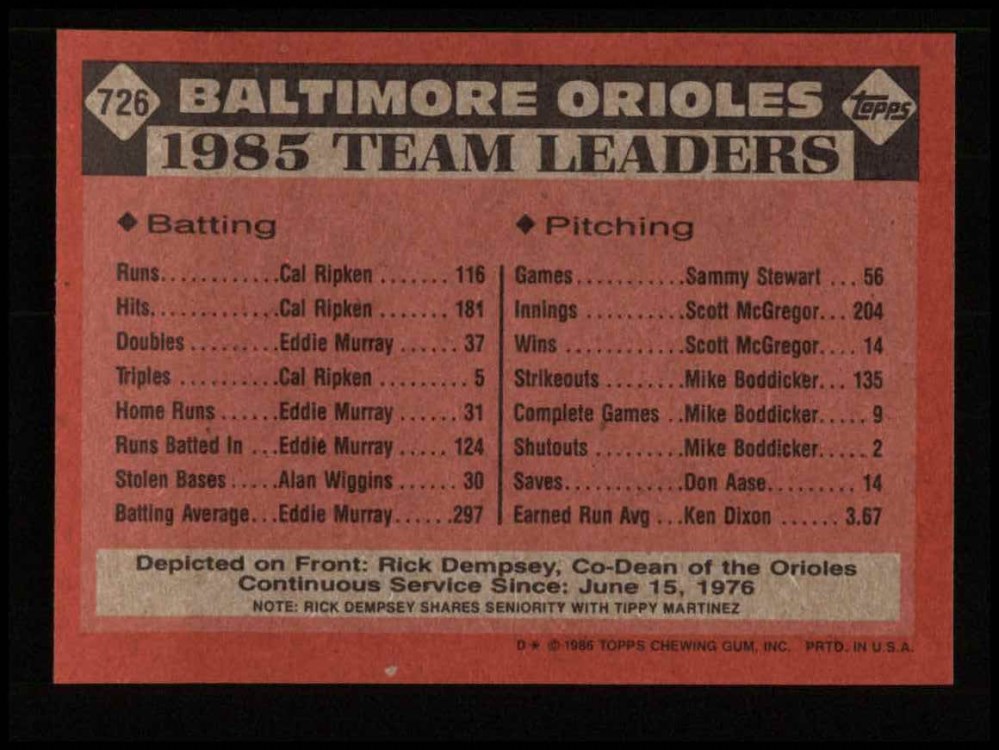 726 BALTIMORE ORIOLES Topps
1985 TEAM LEADERS
◆ Batting
Runs............Cal Ripken ....... 116
Hits.............Cal Ripken ....... 181
Doubles .........Eddie Murray ...... 37
Triples ..........Cal Ripken ......... 5
Home Runs ......Eddie Murray ...... 31
Runs Batted In ...Eddie Murray ..... 124
Stolen Bases .....Alan Wiggins ...... 30
Batting Average...Eddie Murray......297
◆ Pitching
Games...........Sammy Stewart ... 56
Innings ..........Scott McGregor... 204
Wins ............Scott McGregor.... 14
Strikeouts ........Mike Boddicker... 135
Complete Games ..Mike Boddicker..... 9
Shutouts .........Mike Boddicker..... 2
Saves............Don Aase......... 14
Earned Run Avg ...Ken Dixon ...... 3.67
Depicted on Front: Rick Dempsey, Co-Dean of the Orioles
Continuous Service Since: June 15, 1976
NOTE: RICK DEMPSEY SHARES SENIORITY WITH TIPPY MARTINEZ
D* © 1986 TOPPS CHEWING GUM, INC. PRTD. IN U.S.A.